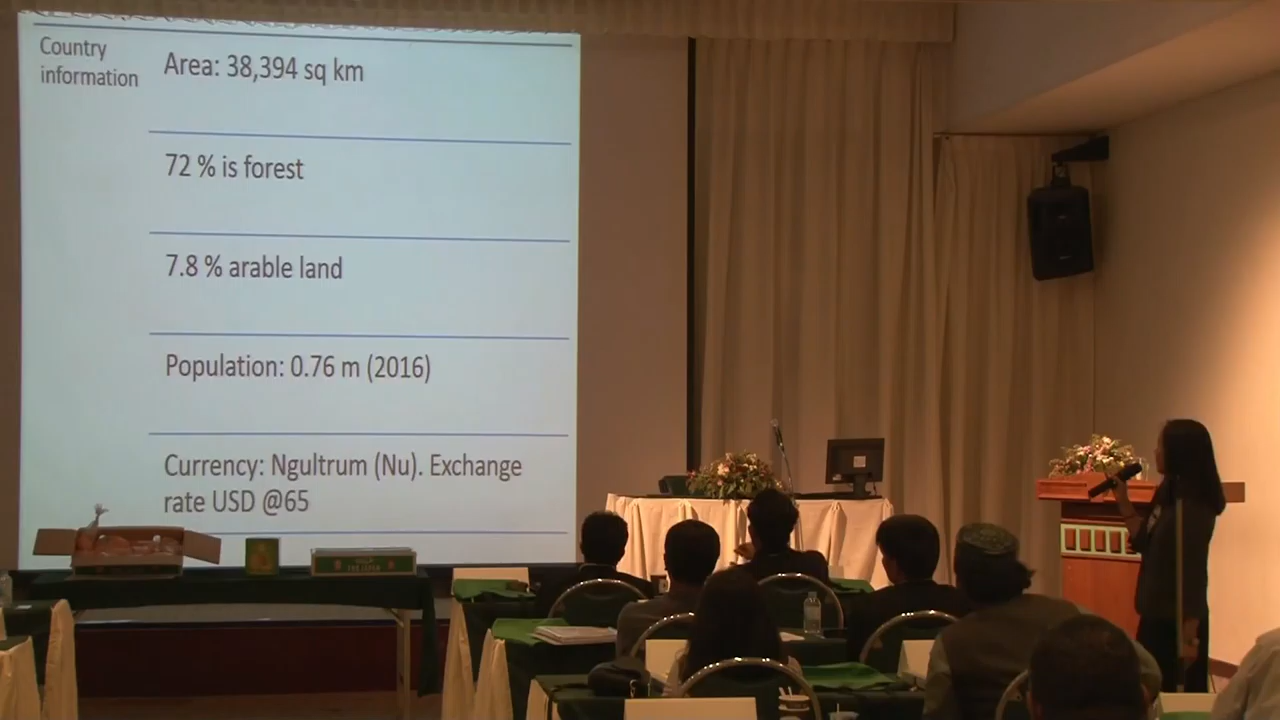 Country
information
Area: 38,394 sq km
72 % is forest
7.8 % arable land
Population: 0.76 m (2016)
Currency: Ngultrum (Nu). Exchange
rate USD @65